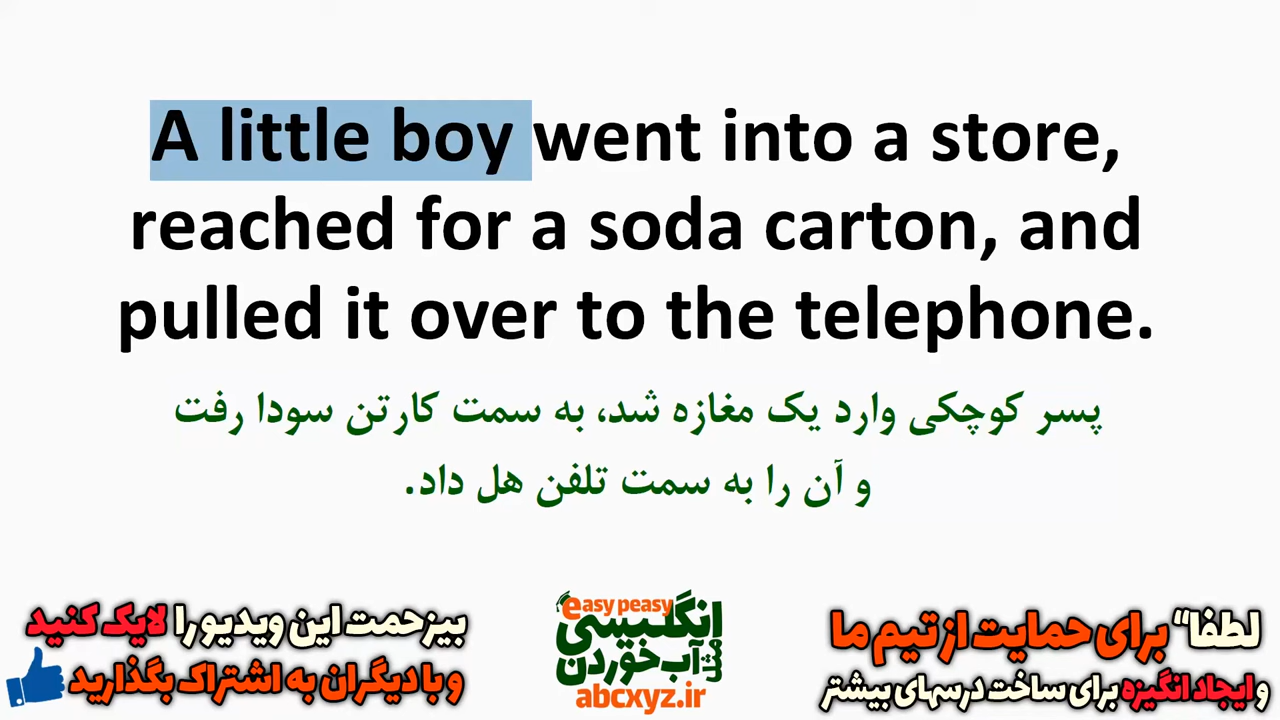 A little boy went into a store,
reached for a soda carton, and
pulled it over to the telephone.
پسر کوچکی وارد یک مغازه شد، به سمت کارتن سودا رفت
و آن را به سمت تلفن هل داد.
بیزحمت این ویدیو را لایک کنید
و با دیگران به اشتراک بگذارید
easy peasy
انگلیسی
مثل آب خوردن
abcxyz.ir
لطفا“ برای حمایت از تیم ما
و ایجاد انگیزه برای ساخت درسهای بیشتر